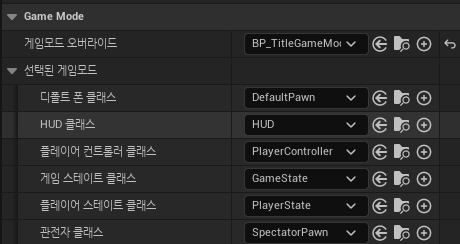 Game Mode
게임모드 오버라이드 BP_TitleGameMo
선택된 게임모드
디폴트 폰 클래스 DefaultPawn
HUD 클래스 HUD
플레이어 컨트롤러 클래스 PlayerController
게임 스테이트 클래스 GameState
플레이어 스테이트 클래스 PlayerState
관전자 클래스 SpectatorPawn